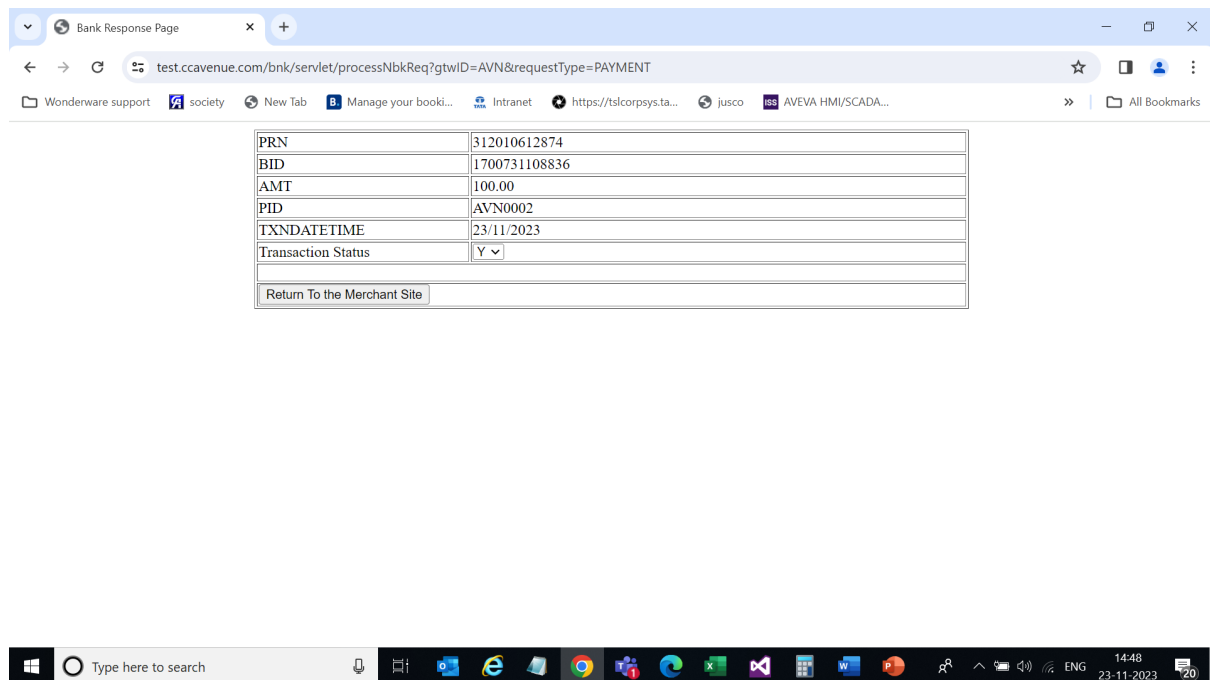 Bank Response Page
test.ccavenue.com/bnk/servlet/processNbkReq?gtwID=AVN&requestType=PAYMENT
Wonderware support society New Tab B. Manage your booki... TATA Intranet https://tslcorpsys.ta... jusco ISS AVEVA HMI/SCADA... » All Bookmarks
PRN 312010612874
BID 1700731108836
AMT 100.00
PID AVN0002
TXNDATETIME 23/11/2023
Transaction Status Y
Return To the Merchant Site
Type here to search
ENG
14:48
23-11-2023
20